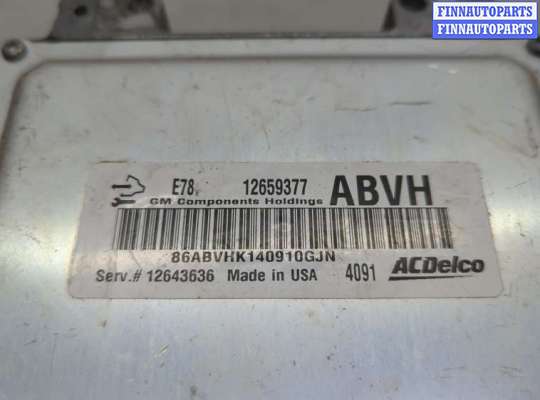 FINNAUTOPARTS
FINNAUTOPARTS
E78 12659377 ABVH
GM Components Holdings
86ABVHK140910GJN
Serv.# 12643636 Made in USA 4091 ACDelco